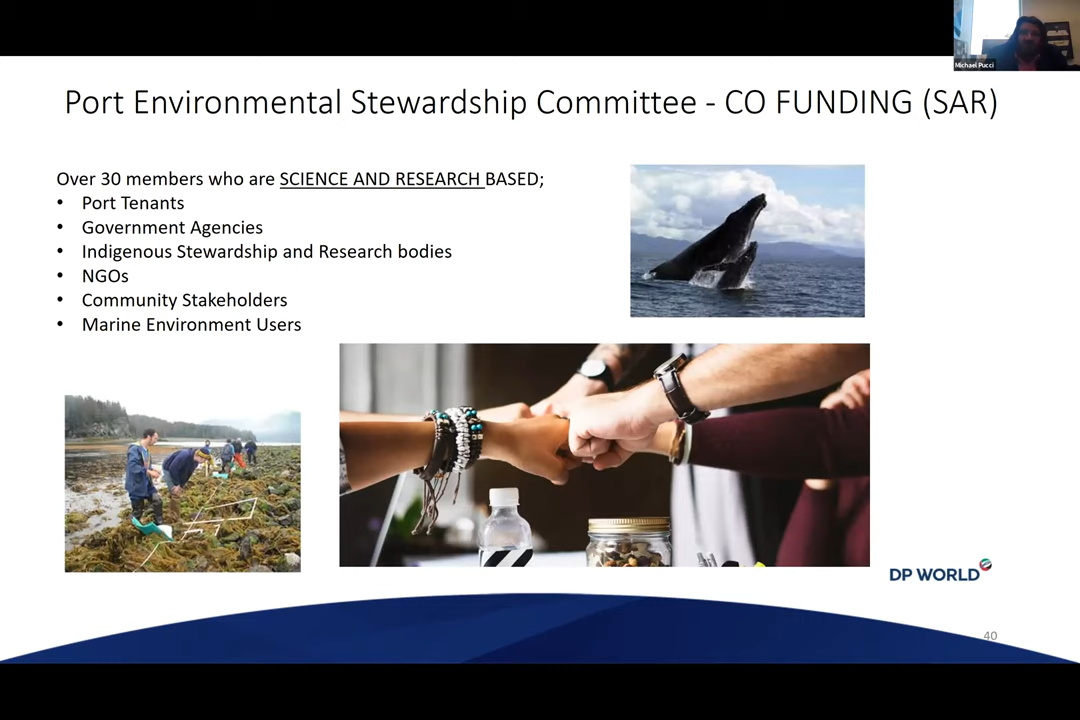 Michael Pucci
Port Environmental Stewardship Committee - CO FUNDING (SAR)
Over 30 members who are SCIENCE AND RESEARCH BASED;
• Port Tenants
• Government Agencies
• Indigenous Stewardship and Research bodies
• NGOs
• Community Stakeholders
• Marine Environment Users
DP WORLD
40